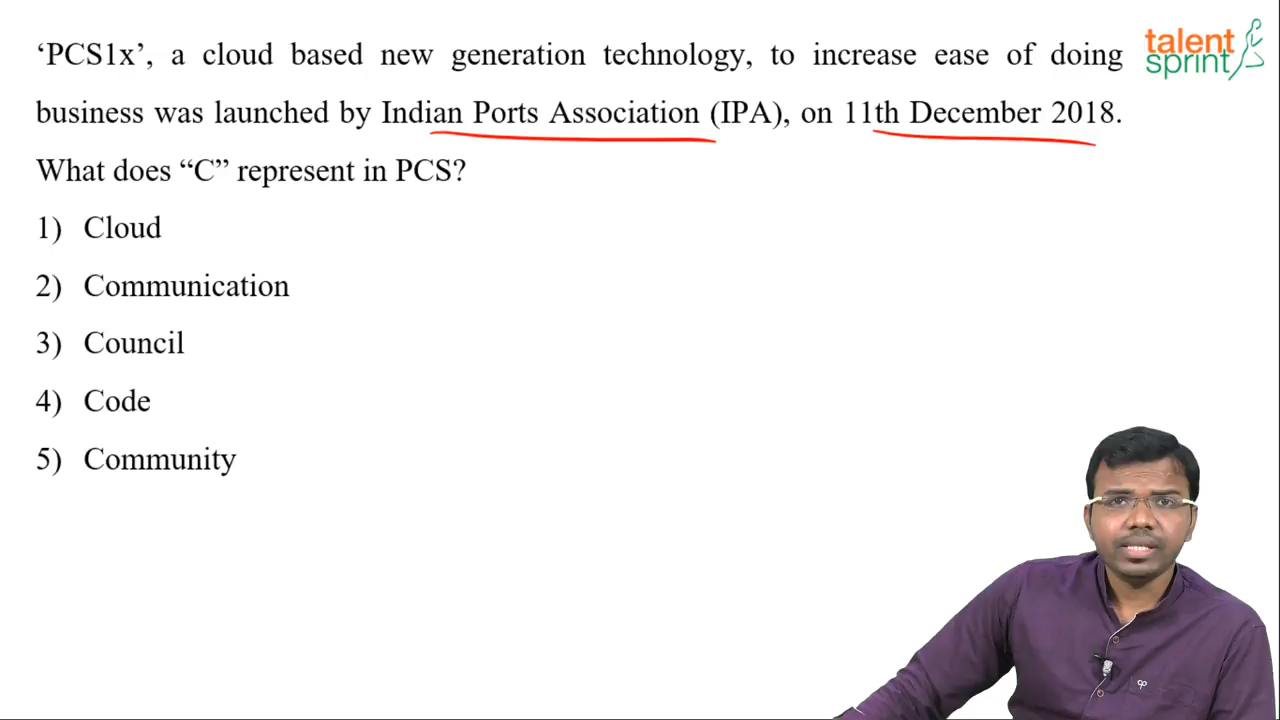 ‘PCS1x’, a cloud based new generation technology, to increase ease of doing
business was launched by Indian Ports Association (IPA), on 11th December 2018.
What does “C” represent in PCS?
1) Cloud
2) Communication
3) Council
4) Code
5) Community
talent
sprint